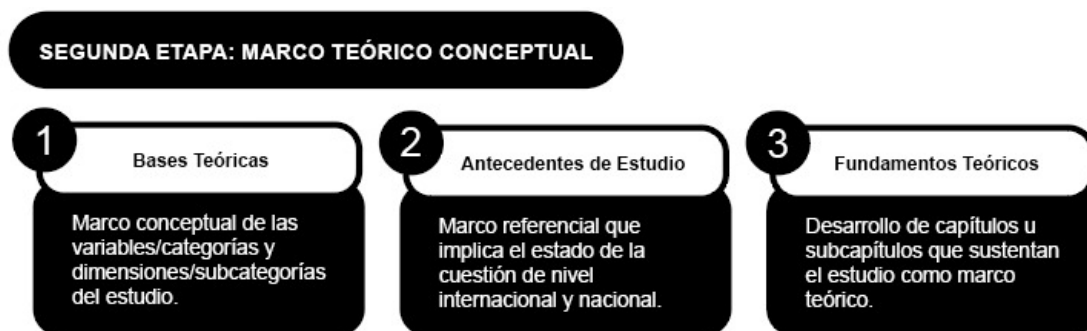 SEGUNDA ETAPA: MARCO TEÓRICO CONCEPTUAL
1
Bases Teóricas
Marco conceptual de las
variables/categorías y
dimensiones/subcategorías
del estudio.
2
Antecedentes de Estudio
Marco referencial que
implica el estado de la
cuestión de nivel
internacional y nacional.
3
Fundamentos Teóricos
Desarrollo de capítulos u
subcapítulos que sustentan
el estudio como marco
teórico.